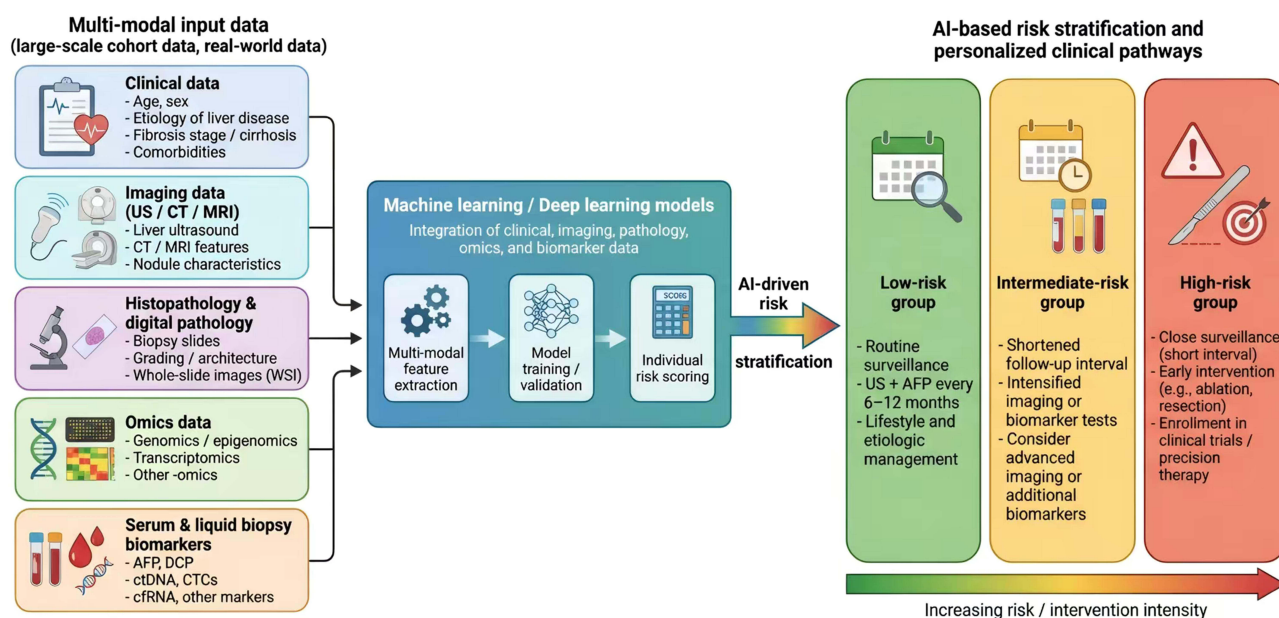 Multi-modal input data
(large-scale cohort data, real-world data)
Clinical data
- Age, sex
- Etiology of liver disease
- Fibrosis stage / cirrhosis
- Comorbidities
Imaging data
(US / CT / MRI)
- Liver ultrasound
- CT / MRI features
- Nodule characteristics
Histopathology &
digital pathology
- Biopsy slides
- Grading / architecture
- Whole-slide images (WSI)
Omics data
- Genomics / epigenomics
- Transcriptomics
- Other -omics
Serum & liquid biopsy
biomarkers
- AFP, DCP
- ctDNA, CTCs
- cfRNA, other markers
Machine learning / Deep learning models
Integration of clinical, imaging, pathology,
omics, and biomarker data
Multi-modal
feature
extraction
Model
training /
validation
Individual
risk scoring
AI-driven
risk
stratification
AI-based risk stratification and
personalized clinical pathways
Low-risk
group
- Routine
surveillance
- US + AFP every
6–12 months
- Lifestyle and
etiologic
management
Intermediate-risk
group
- Shortened
follow-up interval
- Intensified
imaging or
biomarker tests
- Consider
advanced
imaging or
additional
biomarkers
High-risk
group
- Close surveillance
(short interval)
- Early intervention
(e.g., ablation,
resection)
- Enrollment in
clinical trials /
precision
therapy
Increasing risk / intervention intensity